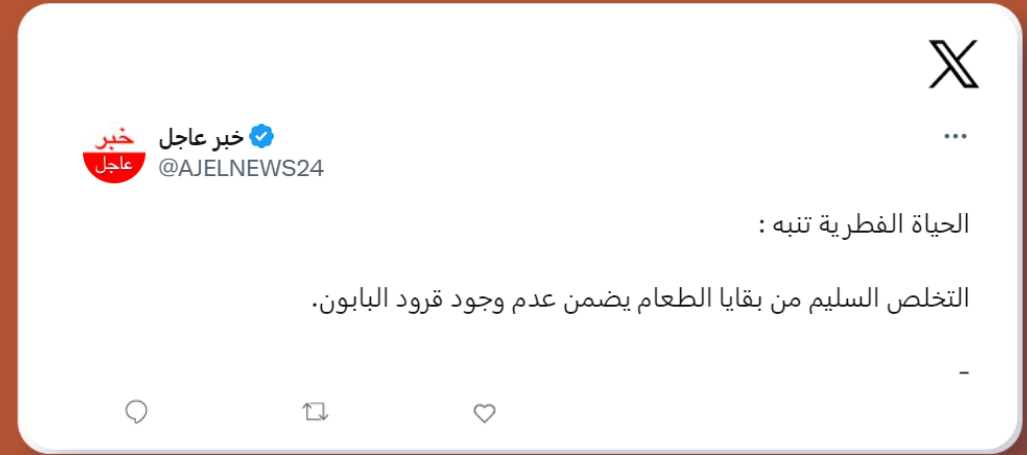 خبر عاجل
خبر عاجل
@AJELNEWS24
الحياة الفطرية تنبه :
التخلص السليم من بقايا الطعام يضمن عدم وجود قرود البابون.
-